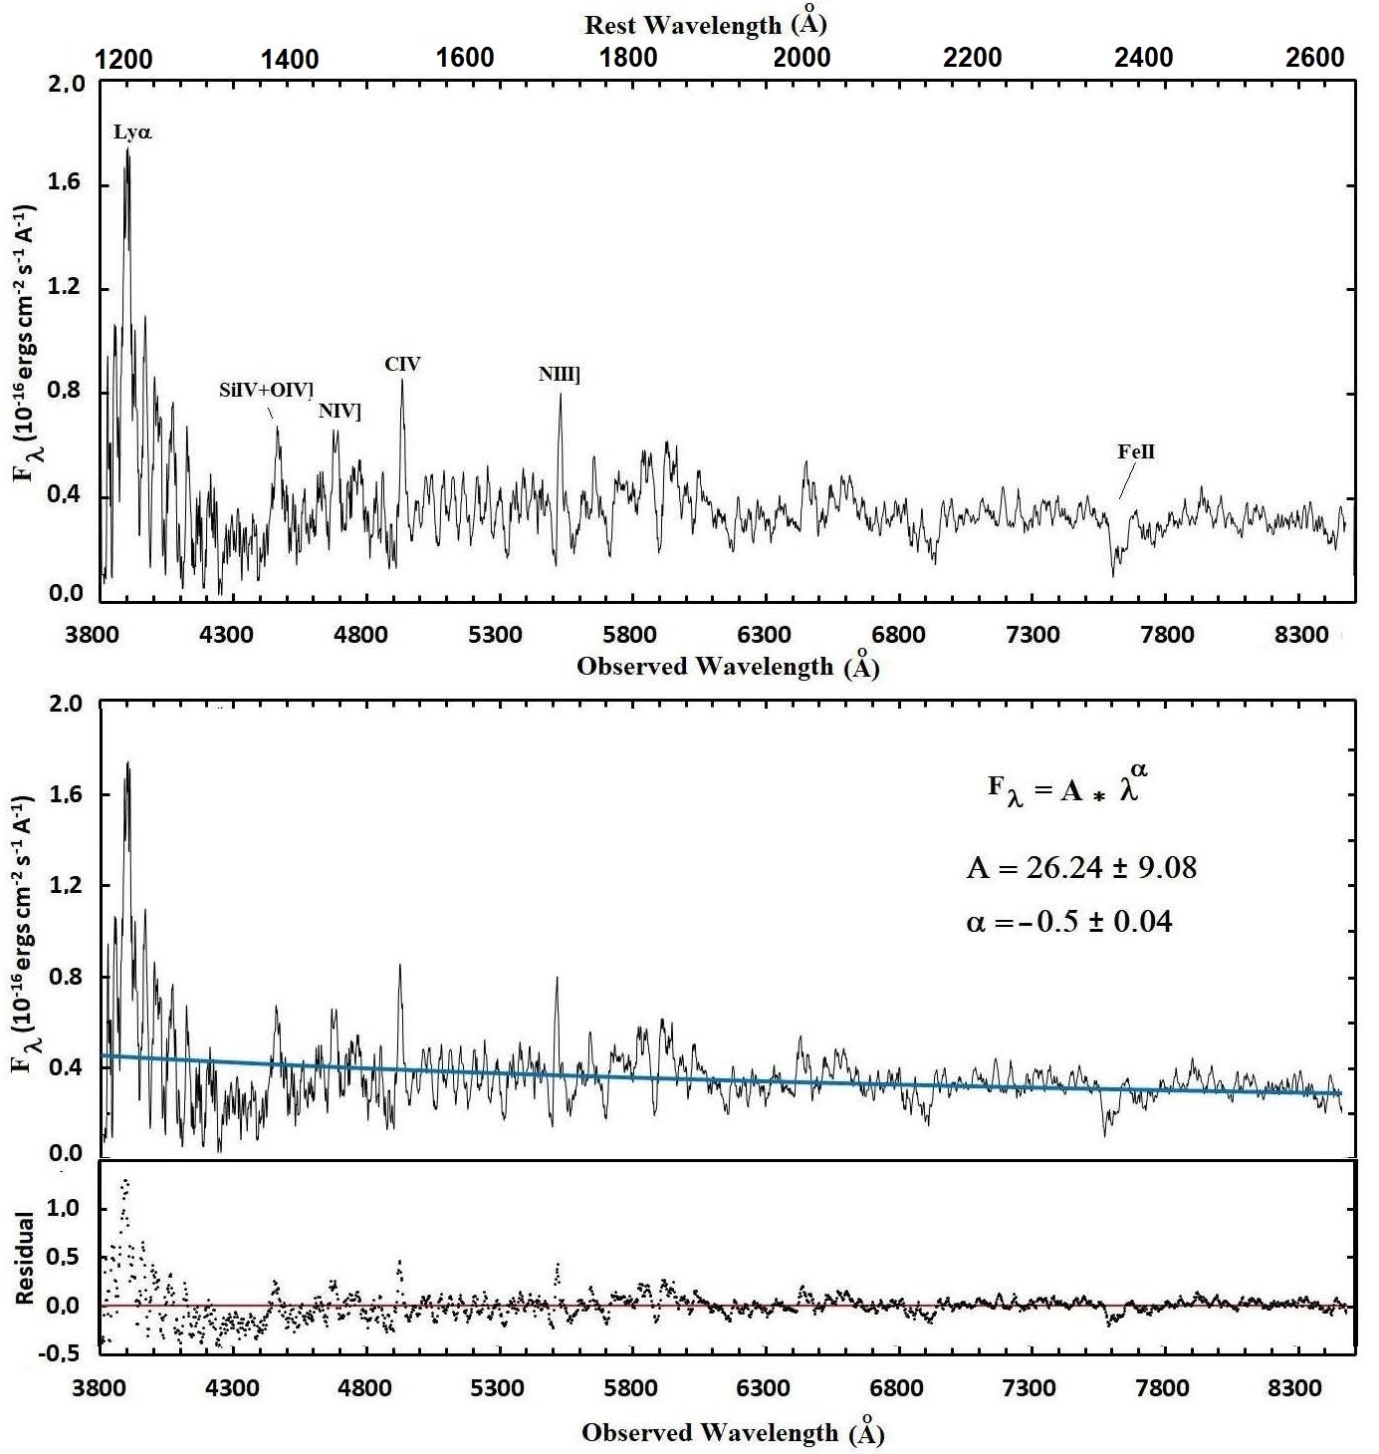 Rest Wavelength (Å)
1200 1400 1600 1800 2000 2200 2400 2600
2,0
1,6
1.2
0.8
0.4
0,0
Fλ (10-16 ergs cm-2 s-1 A-1)
Lyα
SiIV+OIV]
NIV]
CIV
NIII]
FeII
3800 4300 4800 5300 5800 6300 6800 7300 7800 8300
Observed Wavelength (Å)
2.0
1.6
1,2
0.8
0.4
0.0
Fλ (10-16 ergs cm-2 s-1 A-1)
Fλ = A * λα
A = 26.24 ± 9.08
α =-0.5 ± 0.04
1.0
0.5
0.0
-0.5
Residual
3800 4300 4800 5300 5800 6300 6800 7300 7800 8300
Observed Wavelength (Å)